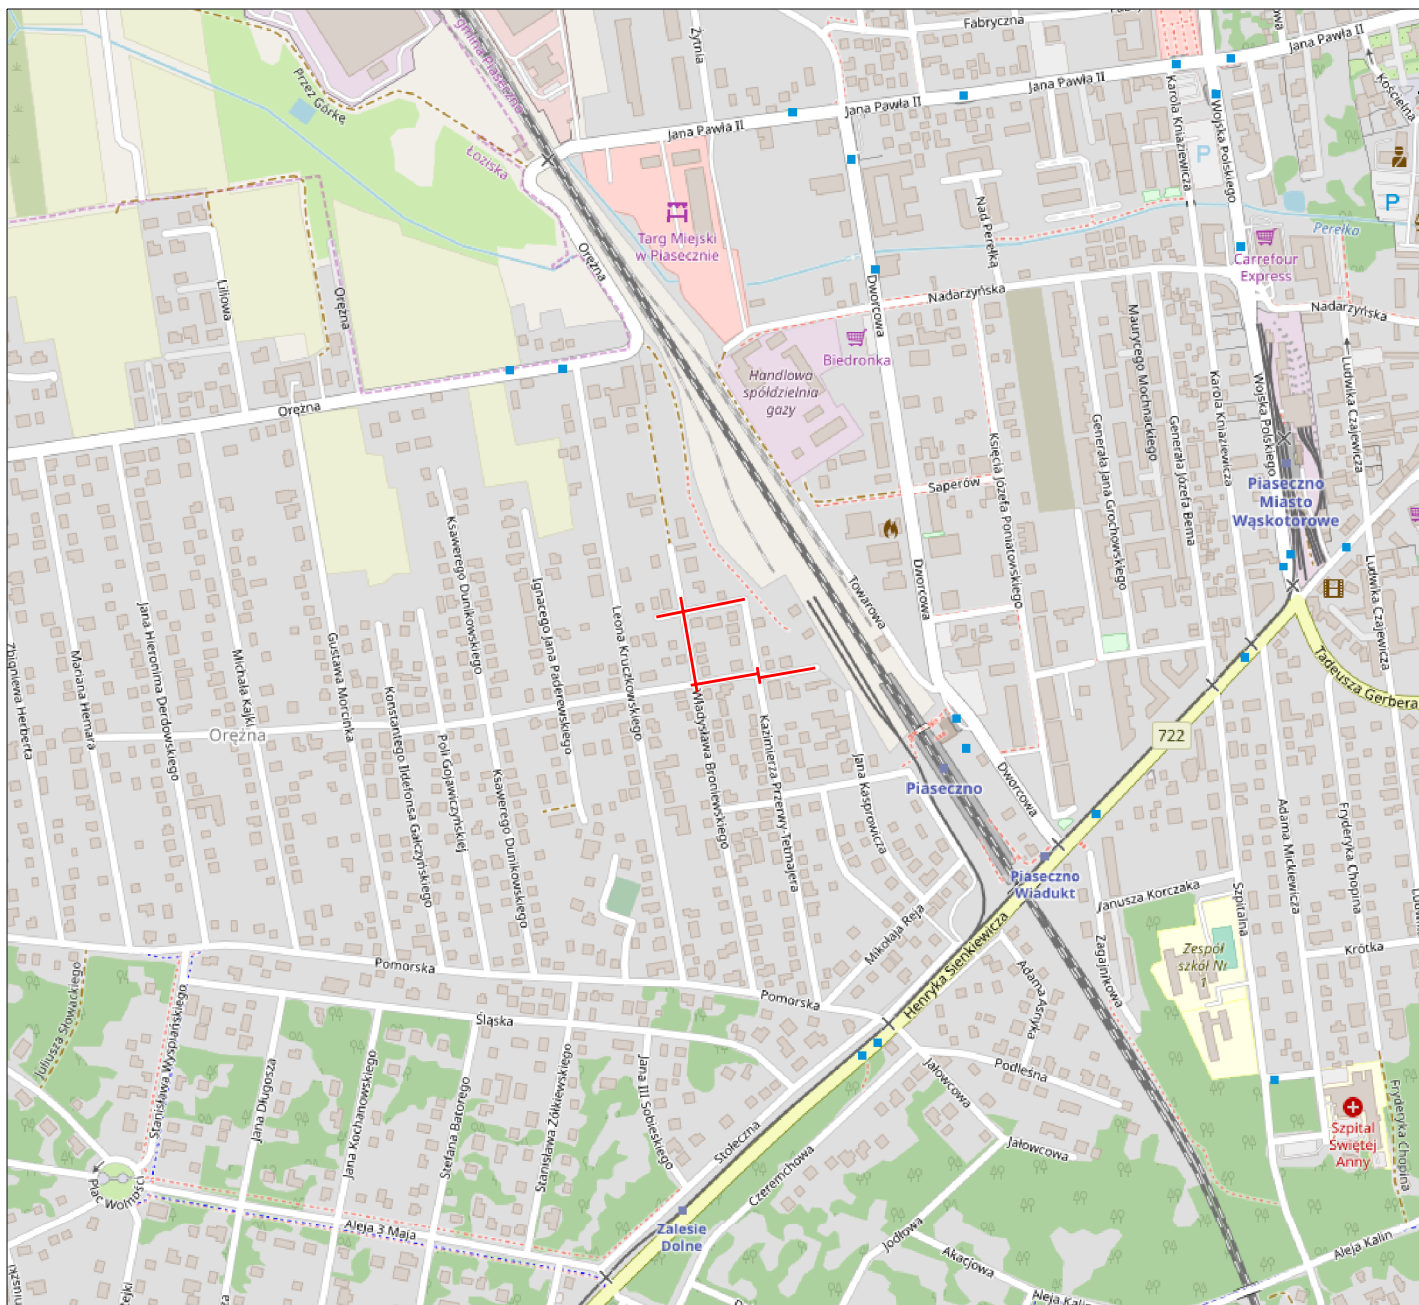 Fabryczna
Żytnia
gmina Piaseczno
Jana Pawła II
Jana Pawła II
Jana Pawła II
Jana Pawła II
Kościelna
Przez Górkę
Łoziska
Karola Kniaziewicza
Wojska Polskiego
P
P
Targ Miejski
w Piasecznie
Nad Perełką
Perełka
Carrefour
Express
Orężna
Orężna
Liliowa
Dworcowa
Nadarzyńska
Nadarzyńska
Biedronka
Handlowa
spółdzielnia
gazy
Maurycego Mochnackiego
Ludwika Czajewicza
Karola Kniaziewicza
Wojska Polskiego
Orężna
Księcia Józefa Poniatowskiego
Generała Jana Grochowskiego
Generała Józefa Bema
Saperów
Piaseczno
Miasto
Wąskotorowe
Ksawerego Dunikowskiego
Ignacego Jana Paderewskiego
Leona Kruczkowskiego
Towarowa
Dworcowa
Ludwika Czajewicza
Zbigniewa Herberta
Mariana Hemara
Jana Hieronima Derdowskiego
Michała Kajki
Gustawa Morcinka
Konstantego Ildefonsa Gałczyńskiego
Poli Gojawiczyńskiej
Ksawerego Dunikowskiego
Tadeusza Gerbera
Orężna
722
Władysława Broniewskiego
Kazimierza Przerwy-Tetmajera
Jana Kasprowicza
Piaseczno
Dworcowa
Adama Mickiewicza
Fryderyka Chopina
Piaseczno
Wiadukt
Janusza Korczaka
Szpitalna
Mikołaja Reja
Henryka Sienkiewicza
Zagajnikowa
Zespół
szkół Nr
1
Krótka
Pomorska
Pomorska
Adama Asnyka
Juliusza Słowackiego
Stanisława Wyspiańskiego
Śląska
Jana Długosza
Jana Kochanowskiego
Stefana Batorego
Stanisława Żółkiewskiego
Jana III Sobieskiego
Podleśna
Jałowcowa
Jałowcowa
Stołeczna
Czeremchowa
Szpital
Świętej
Anny
Fryderyka Chopina
Plac Wolności
Aleja 3 Maja
Zalesie
Dolne
Jodłowa
Akacjowa
Aleja Kalin
Aleja Kalin